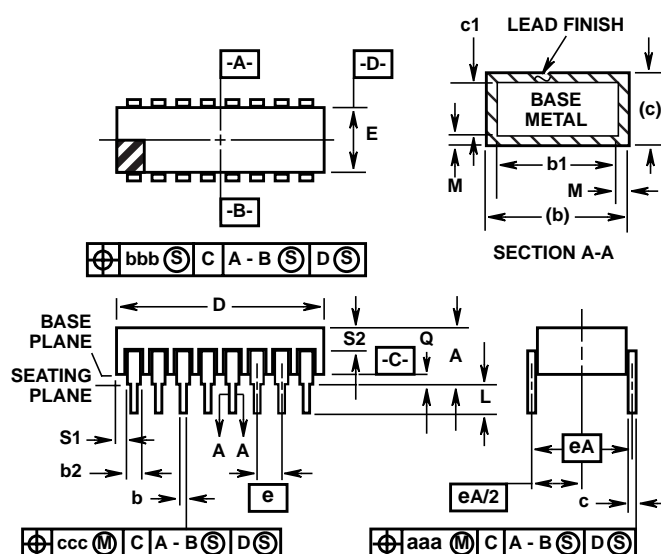 c1
LEAD FINISH
-A-
-D-
E
BASE
METAL
(c)
M
b1
M
-B-
(b)
SECTION A-A
⌖ bbb Ⓢ C A - B Ⓢ D Ⓢ
D
BASE
PLANE
SEATING
PLANE
S2
Q
-C-
A
L
S1
b2
b
A A
e
eA
eA/2
c
⌖ ccc Ⓜ C A - B Ⓢ D Ⓢ
⌖ aaa Ⓜ C A - B Ⓢ D Ⓢ